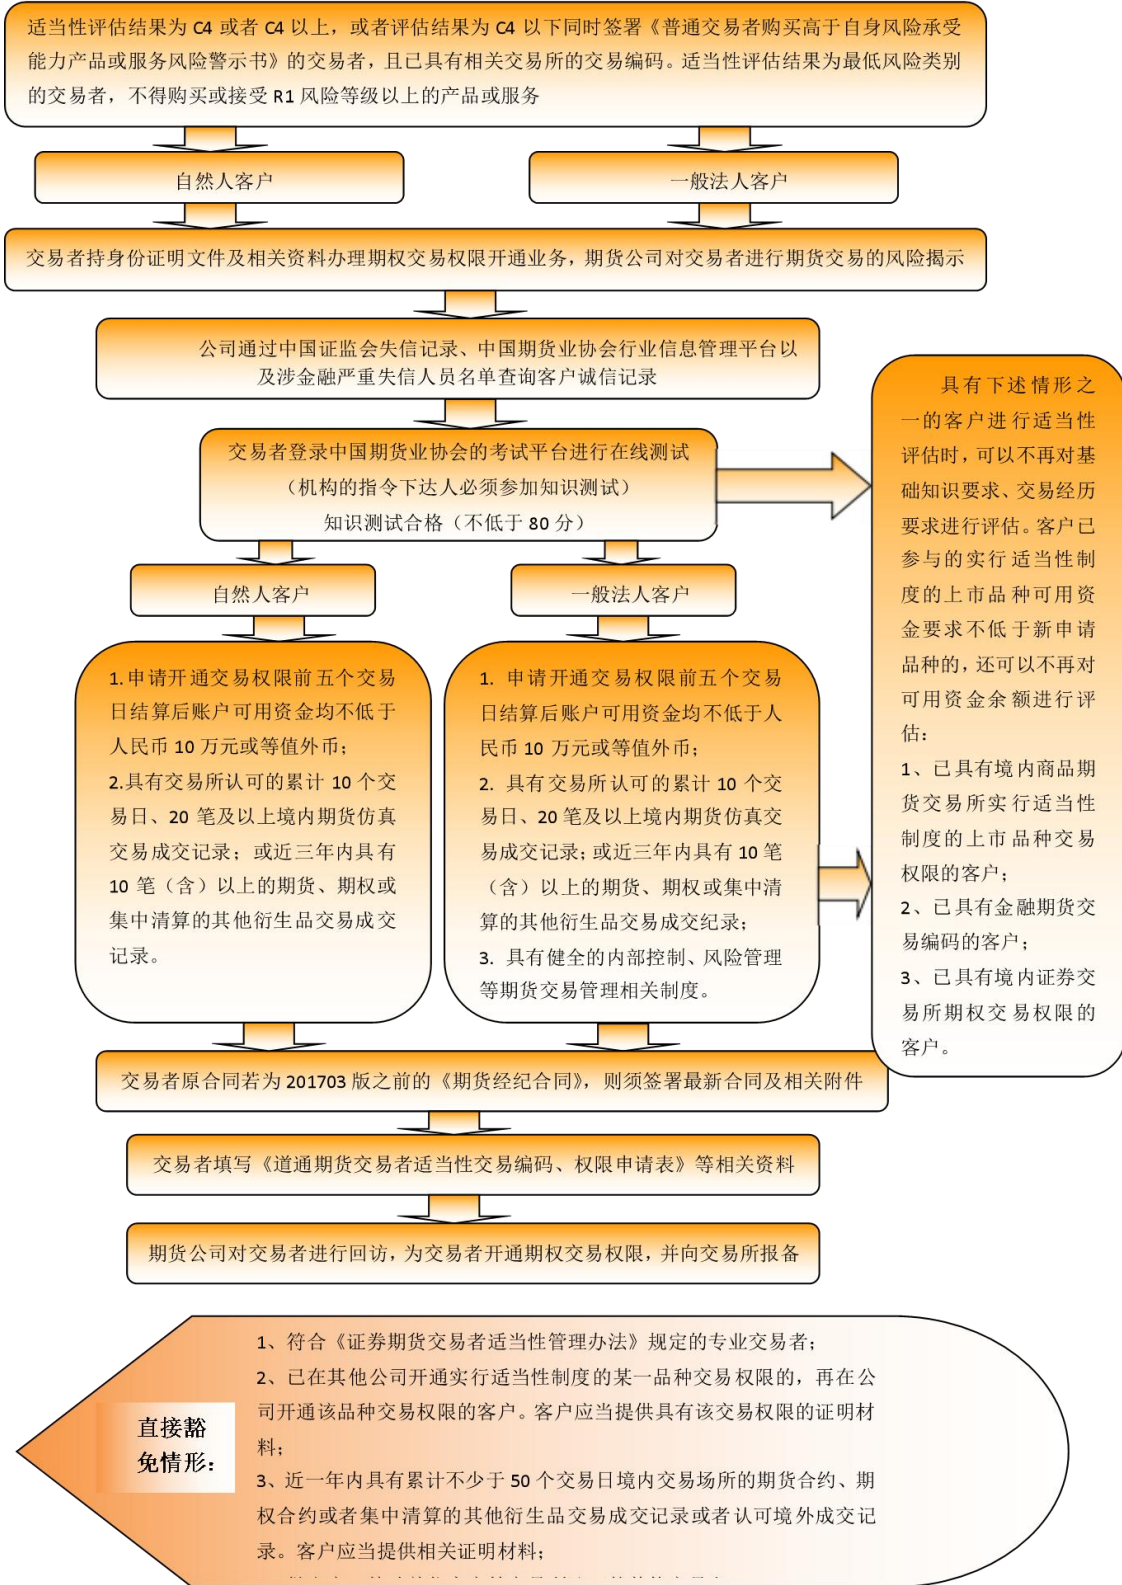 适当性评估结果为 C4 或者 C4 以上，或者评估结果为 C4 以下同时签署《普通交易者购买高于自身风险承受
能力产品或服务风险警示书》的交易者，且已具有相关交易所的交易编码。适当性评估结果为最低风险类别
的交易者，不得购买或接受 R1 风险等级以上的产品或服务
自然人客户
一般法人客户
交易者持身份证明文件及相关资料办理期权交易权限开通业务，期货公司对交易者进行期货交易的风险揭示
公司通过中国证监会失信记录、中国期货业协会行业信息管理平台以
及涉金融严重失信人员名单查询客户诚信记录
交易者登录中国期货业协会的考试平台进行在线测试
（机构的指令下达人必须参加知识测试）
知识测试合格（不低于 80 分）
自然人客户
一般法人客户
1.申请开通交易权限前五个交易
日结算后账户可用资金均不低于
人民币 10 万元或等值外币；
2.具有交易所认可的累计 10 个交
易日、20 笔及以上境内期货仿真
交易成交记录；或近三年内具有
10 笔（含）以上的期货、期权或
集中清算的其他衍生品交易成交
记录。
1. 申请开通交易权限前五个交易
日结算后账户可用资金均不低于人
民币 10 万元或等值外币；
2. 具有交易所认可的累计 10 个交
易日、20 笔及以上境内期货仿真交
易成交记录；或近三年内具有 10 笔
（含）以上的期货、期权或集中清
算的其他衍生品交易成交纪录；
3. 具有健全的内部控制、风险管理
等期货交易管理相关制度。
具有下述情形之
一的客户进行适当性
评估时，可以不再对基
础知识要求、交易经历
要求进行评估。客户已
参与的实行适当性制
度的上市品种可用资
金要求不低于新申请
品种的，还可以不再对
可用资金余额进行评
估：
1、已具有境内商品期
货交易所实行适当性
制度的上市品种交易
权限的客户；
2、已具有金融期货交
易编码的客户；
3、已具有境内证券交
易所期权交易权限的
客户。
交易者原合同若为 201703 版之前的《期货经纪合同》，则须签署最新合同及相关附件
交易者填写《道通期货交易者适当性交易编码、权限申请表》等相关资料
期货公司对交易者进行回访，为交易者开通期权交易权限，并向交易所报备
直接豁
免情形：
1、符合《证券期货交易者适当性管理办法》规定的专业交易者；
2、已在其他公司开通实行适当性制度的某一品种交易权限的，再在公
司开通该品种交易权限的客户。客户应当提供具有该交易权限的证明材
料；
3、近一年内具有累计不少于 50 个交易日境内交易场所的期货合约、期
权合约或者集中清算的其他衍生品交易成交记录或者认可境外成交记
录。客户应当提供相关证明材料；